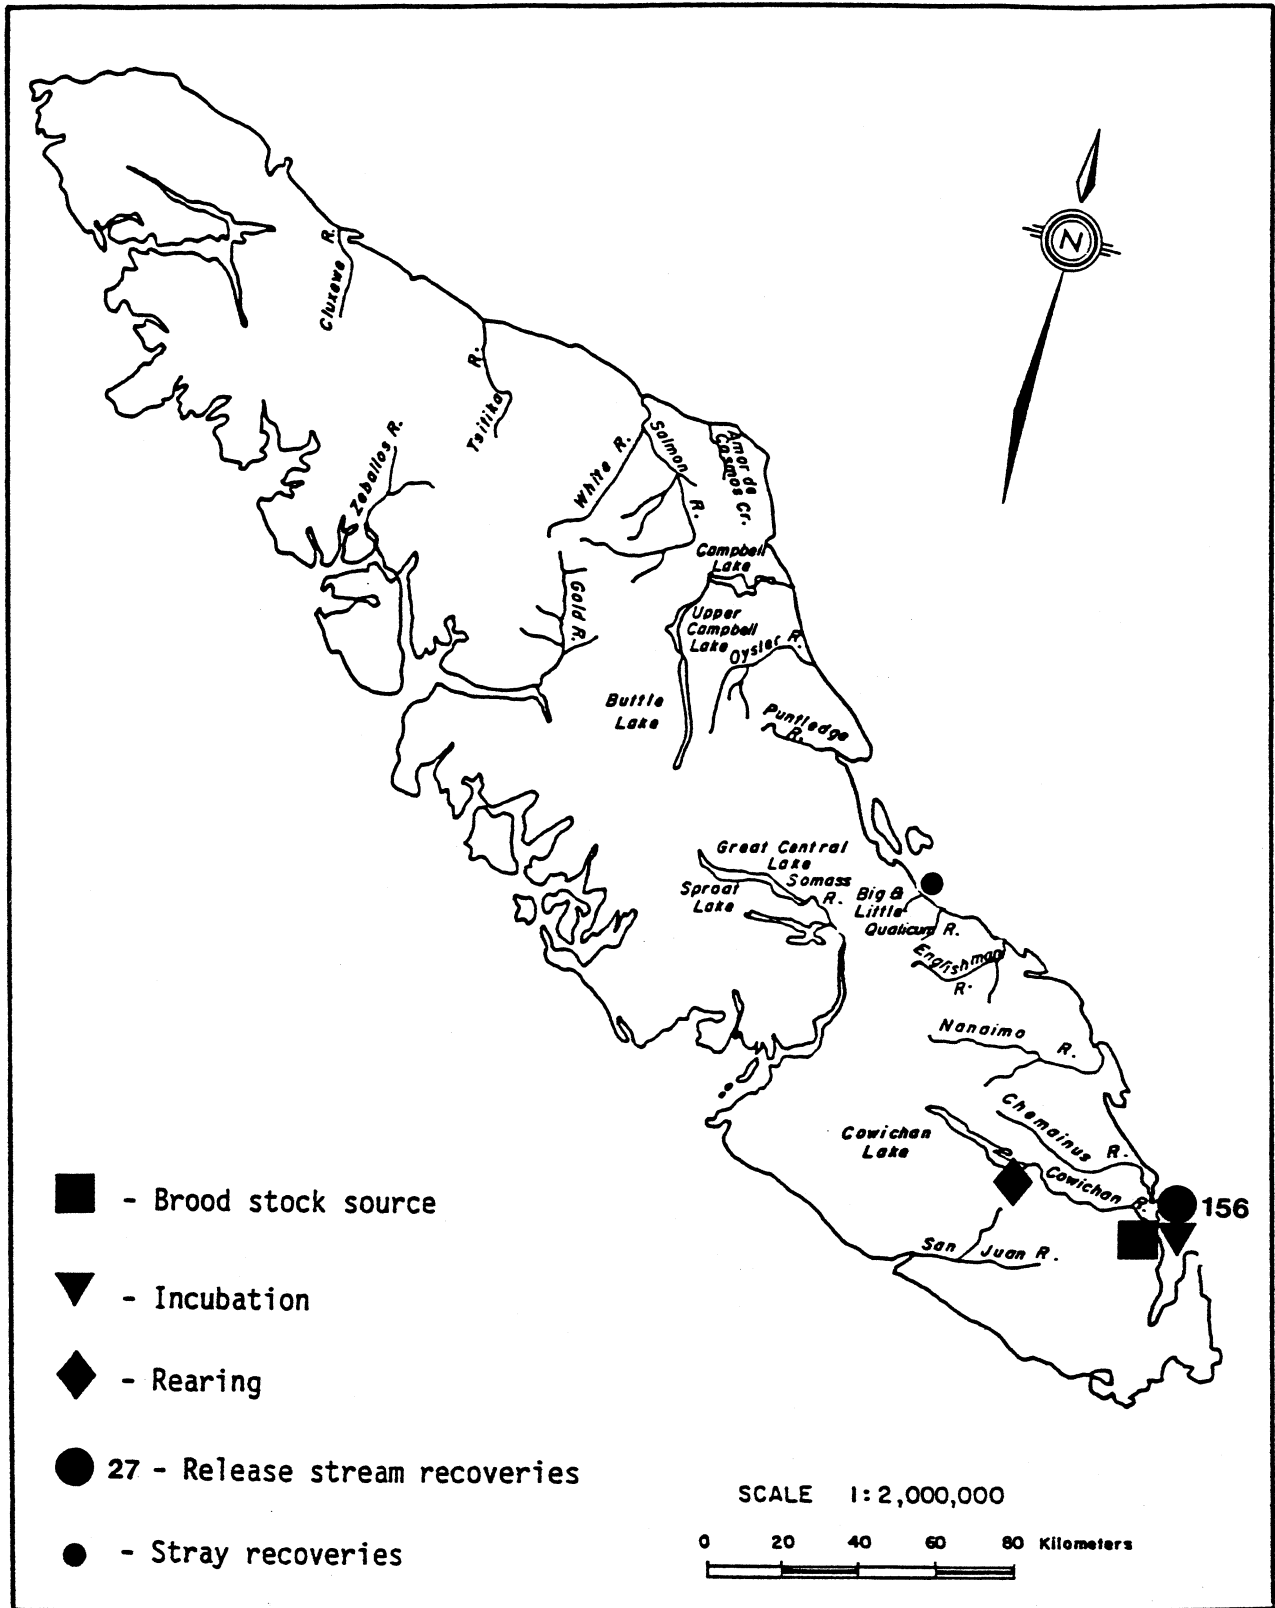 N
Cluxewe R.
Tsilika R.
Zeballos R.
White R.
Salmon R.
Amor de
Cosmos Cr.
Campbell
Lake
Gold R.
Upper
Campbell
Lake
Oyster R.
Buttle
Lake
Puntledge
R.
Great Central
Lake
Somass
R.
Sproat
Lake
Big &
Little
Qualicum R.
Englishman
R.
Nanaimo R.
Chemainus R.
Cowichan
Lake
Cowichan R.
156
San Juan R.
- Brood stock source
- Incubation
- Rearing
27 - Release stream recoveries
- Stray recoveries
SCALE 1:2,000,000
0 20 40 60 80 Kilometers